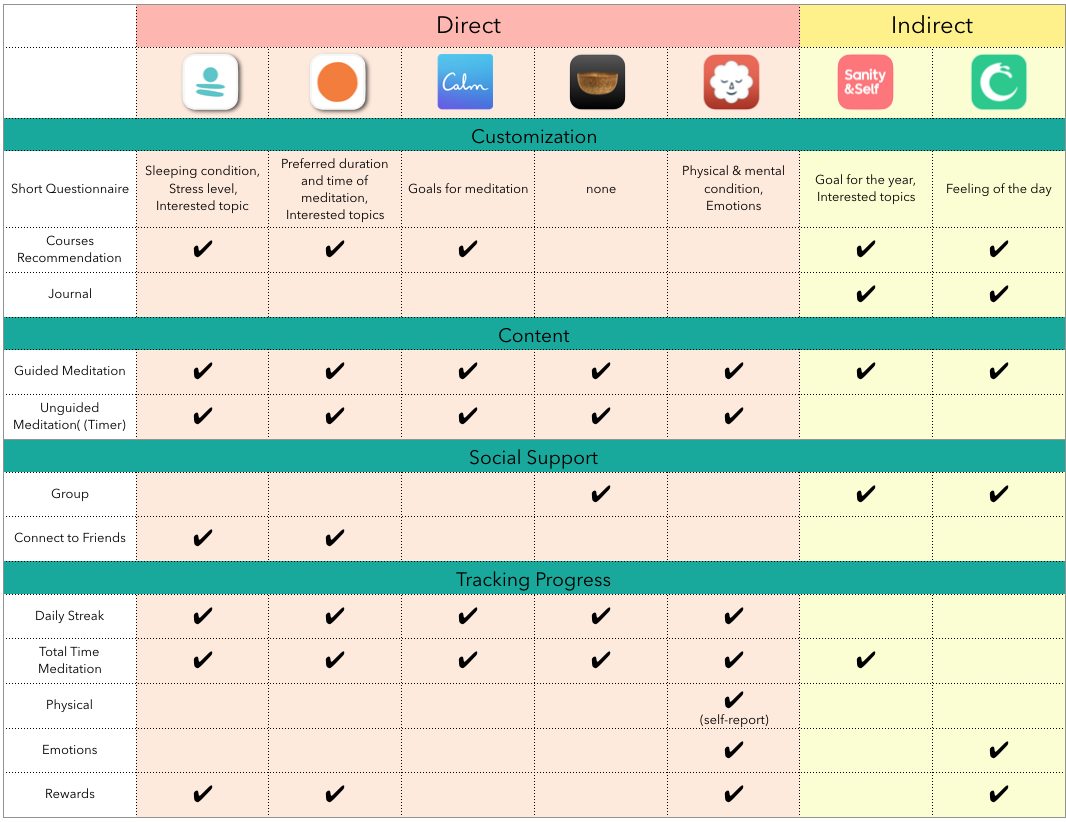 Direct
Indirect
Calm
Sanity
&Self
Customization
Short Questionnaire
Sleeping condition,
Stress level,
Interested topic
Preferred duration
and time of
meditation,
Interested topics
Goals for meditation
none
Physical & mental
condition,
Emotions
Goal for the year,
Interested topics
Feeling of the day
Courses
Recommendation
✔ ✔ ✔ ✔ ✔
Journal
✔ ✔
Content
Guided Meditation
✔ ✔ ✔ ✔ ✔ ✔ ✔
Unguided
Meditation( (Timer)
✔ ✔ ✔ ✔ ✔
Social Support
Group
✔ ✔ ✔
Connect to Friends
✔ ✔
Tracking Progress
Daily Streak
✔ ✔ ✔ ✔ ✔
Total Time
Meditation
✔ ✔ ✔ ✔ ✔ ✔
Physical
✔
(self-report)
Emotions
✔ ✔
Rewards
✔ ✔ ✔ ✔